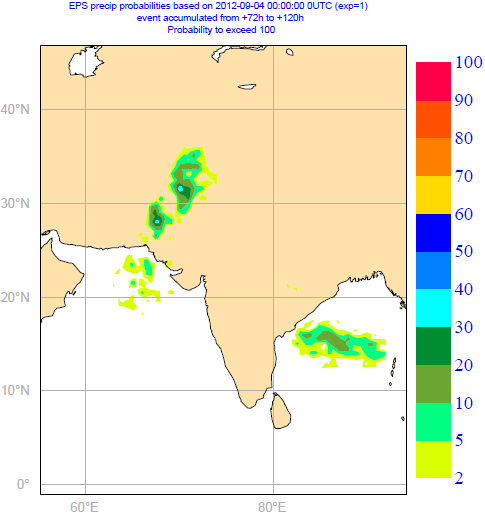 EPS precip probabilities based on 2012-09-04 00:00:00 0UTC (exp=1)
event accumulated from +72h to +120h
Probability to exceed 100
100
90
80
70
60
50
40
30
20
10
5
2
40°N
30°N
20°N
10°N
0°
60°E
80°E